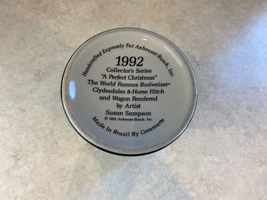 Handcrafted Expressly For Anheuser-Busch, Inc.
1992
Collector's Series
"A Perfect Christmas"
The World Famous Budweiser
Clydesdales 8-Horse Hitch
and Wagon Rendered
by Artist
Susan Sampson
© 1992 Anheuser-Busch, Inc.
Made In Brazil By Ceramarte